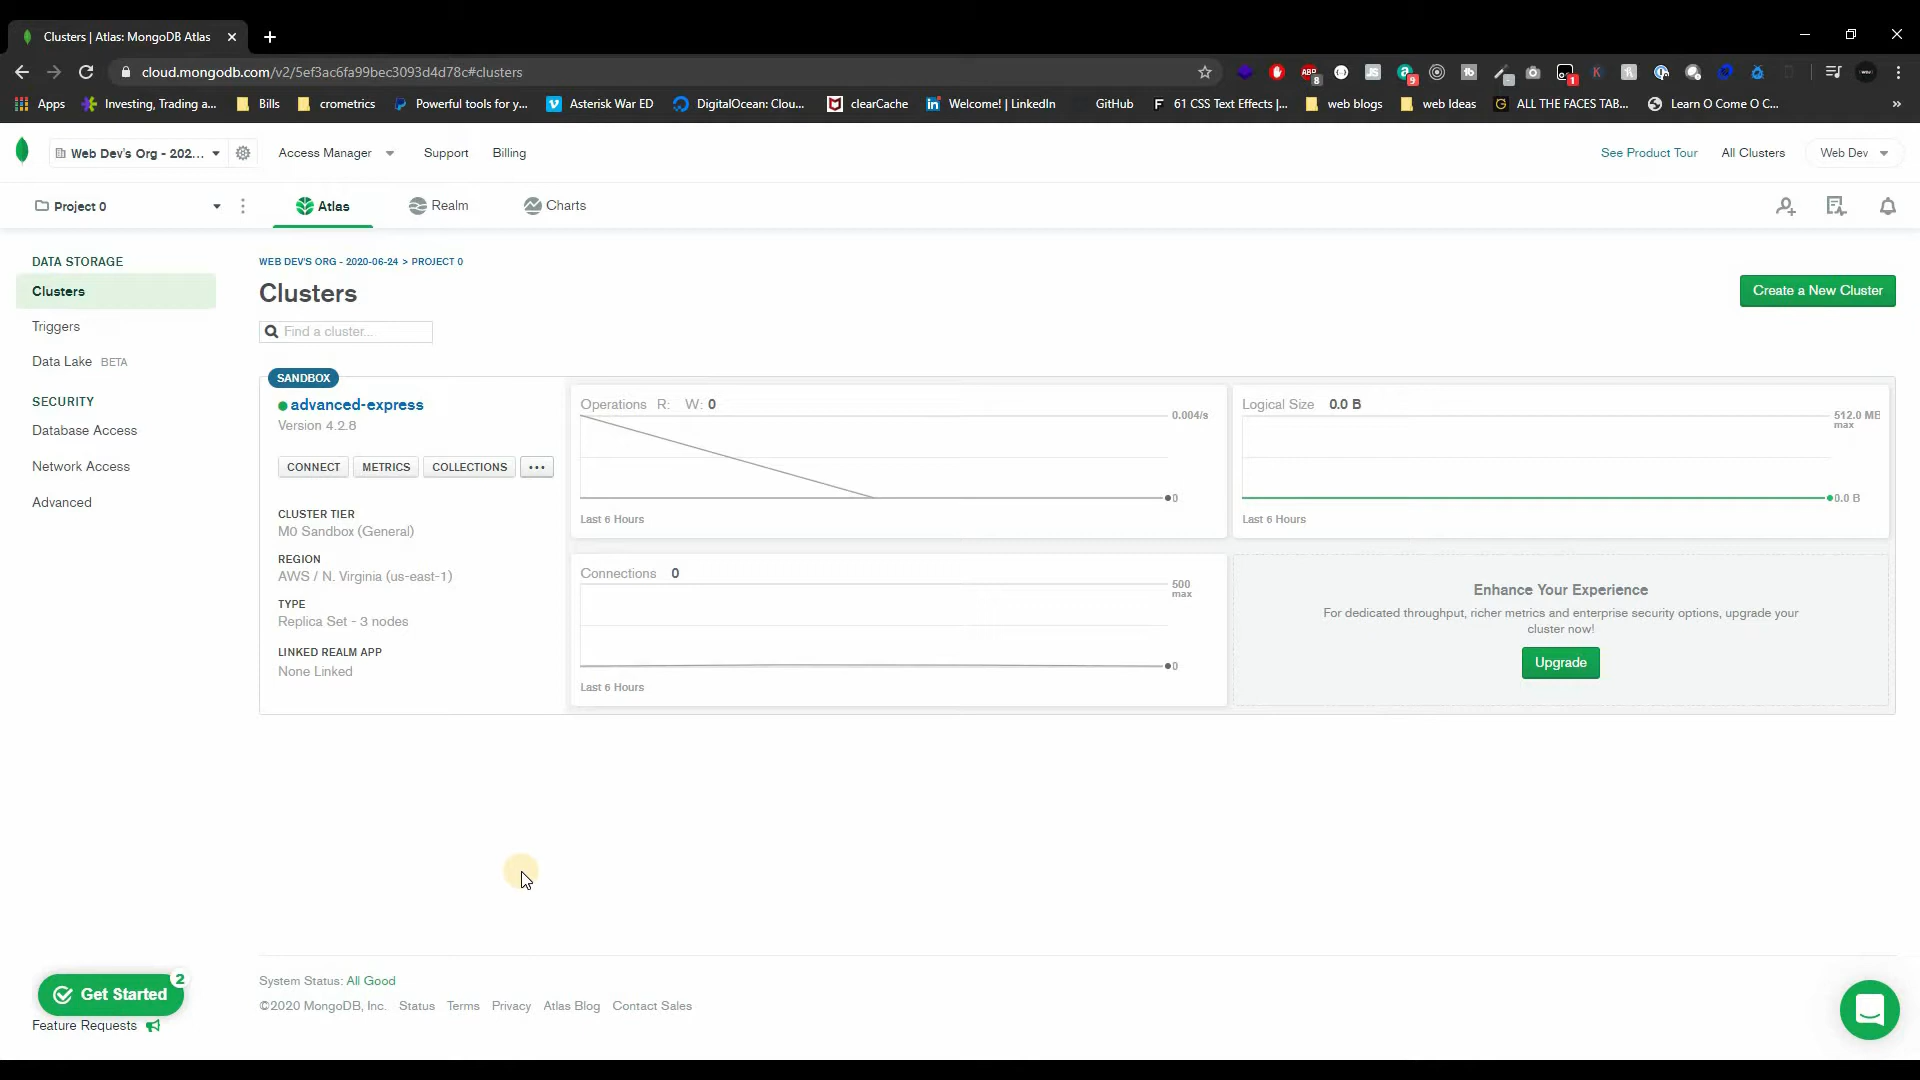 Clusters | Atlas: MongoDB Atlas
cloud.mongodb.com/v2/5ef3ac6fa99bec3093d4d78c#clusters
Apps
Investing, Trading a...
Bills
crometrics
Powerful tools for y...
Asterisk War ED
DigitalOcean: Clou...
clearCache
Welcome! | LinkedIn
GitHub
61 CSS Text Effects |...
web blogs
web Ideas
ALL THE FACES TAB...
Learn O Come O C...
Web Dev's Org - 202...
Access Manager
Support
Billing
See Product Tour
All Clusters
Web Dev
Project 0
Atlas
Realm
Charts
DATA STORAGE
Clusters
Triggers
Data Lake BETA
SECURITY
Database Access
Network Access
Advanced
WEB DEV'S ORG - 2020-06-24 > PROJECT 0
Clusters
Create a New Cluster
Find a cluster...
SANDBOX
advanced-express
Version 4.2.8
CONNECT
METRICS
COLLECTIONS
CLUSTER TIER
M0 Sandbox (General)
REGION
AWS / N. Virginia (us-east-1)
TYPE
Replica Set - 3 nodes
LINKED REALM APP
None Linked
Operations R: W: 0
0.004/s
0
Last 6 Hours
Logical Size 0.0 B
512.0 MB
max
0.0 B
Last 6 Hours
Connections 0
500
max
0
Last 6 Hours
Enhance Your Experience
For dedicated throughput, richer metrics and enterprise security options, upgrade your
cluster now!
Upgrade
System Status: All Good
©2020 MongoDB, Inc. Status Terms Privacy Atlas Blog Contact Sales
Get Started
2
Feature Requests